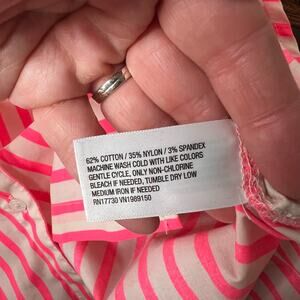 62% COTTON / 35% NYLON / 3% SPANDEX
MACHINE WASH COLD WITH LIKE COLORS
GENTLE CYCLE, ONLY NON-CHLORINE
BLEACH IF NEEDED, TUMBLE DRY LOW
MEDIUM IRON IF NEEDED
RN17730 VN1989150